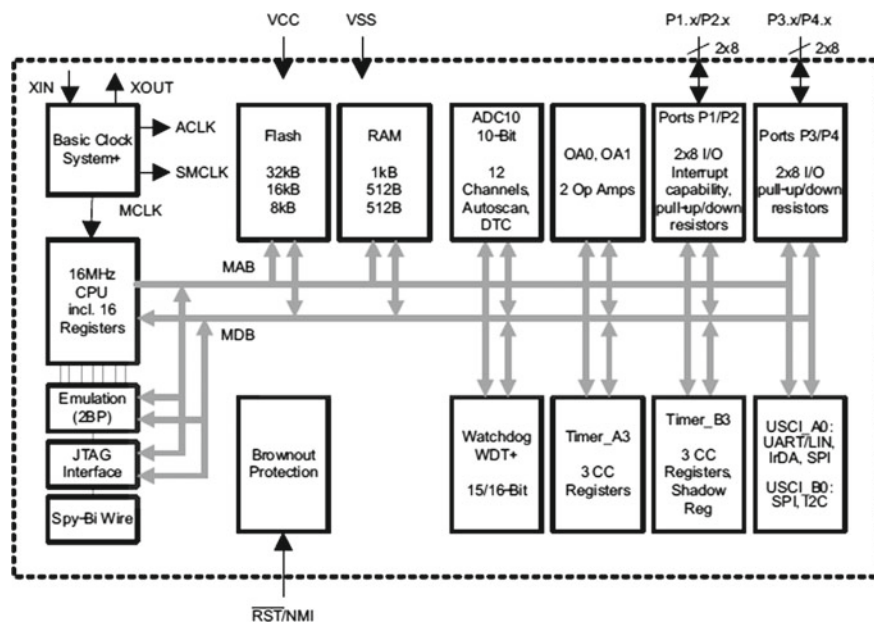 VCC
VSS
P1.x/P2.x
P3.x/P4.x
2x8
2x8
XIN
XOUT
Basic Clock
System+
ACLK
SMCLK
MCLK
Flash
32kB
16kB
8kB
RAM
1kB
512B
512B
ADC10
10-Bit
12
Channels,
Autoscan,
DTC
OA0, OA1
2 Op Amps
Ports P1/P2
2x8 I/O
Interrupt
capability,
pull-up/down
resistors
Ports P3/P4
2x8 I/O
pull-up/down
resistors
16MHz
CPU
incl. 16
Registers
MAB
MDB
Emulation
(2BP)
JTAG
Interface
Spy-Bi Wire
Brownout
Protection
Watchdog
WDT+
15/16-Bit
Timer_A3
3 CC
Registers
Timer_B3
3 CC
Registers,
Shadow
Reg
USCI_A0:
UART/LIN,
IrDA, SPI
USCI_B0:
SPI, I2C
RST/NMI